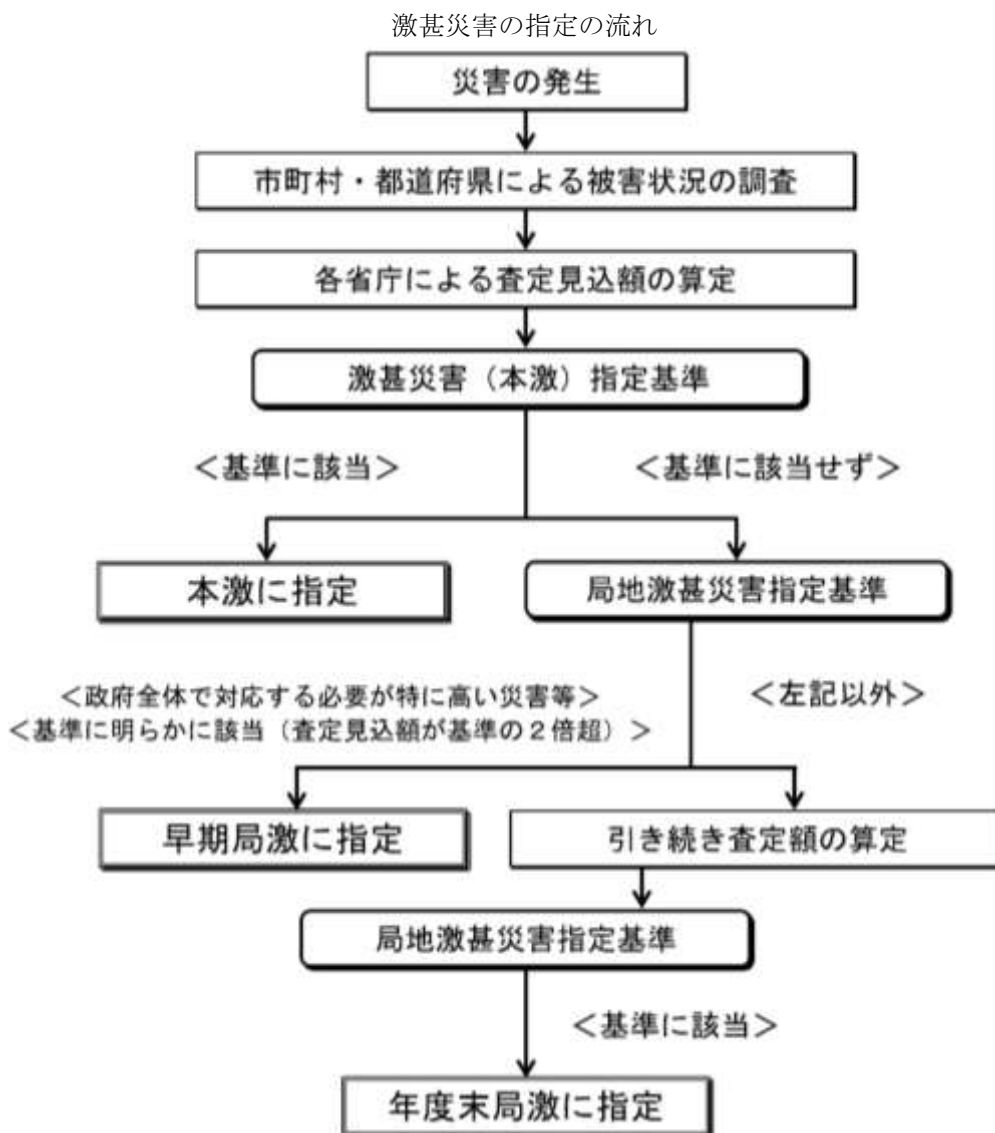 激甚災害の指定の流れ
災害の発生
市町村・都道府県による被害状況の調査
各省庁による査定見込額の算定
激甚災害（本激）指定基準
＜基準に該当＞
＜基準に該当せず＞
本激に指定
局地激甚災害指定基準
＜政府全体で対応する必要が特に高い災害等＞
＜基準に明らかに該当（査定見込額が基準の２倍超）＞
＜左記以外＞
早期局激に指定
引き続き査定額の算定
局地激甚災害指定基準
＜基準に該当＞
年度末局激に指定